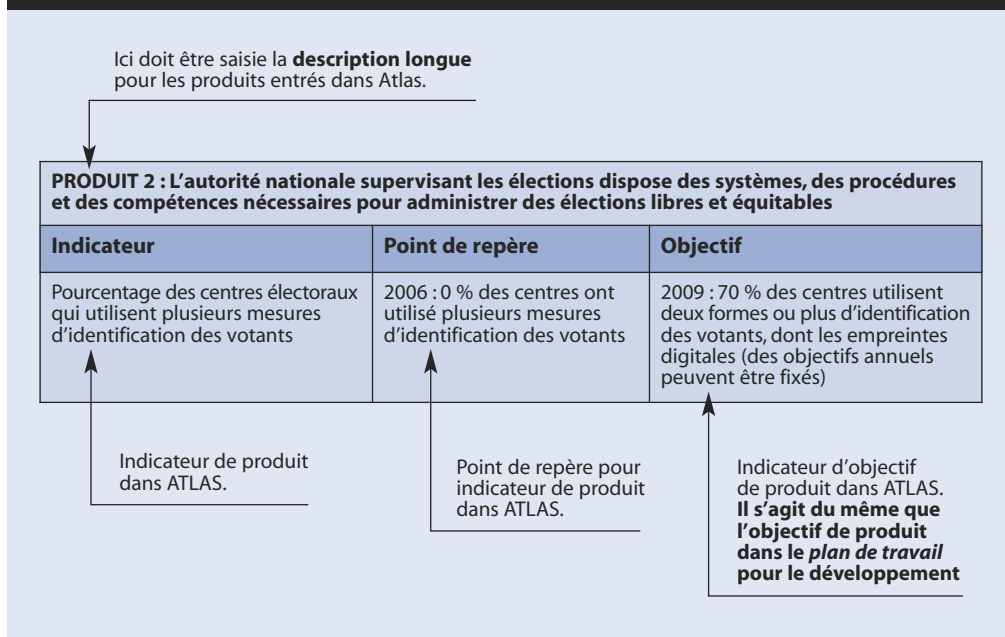 Ici doit être saisie la description longue
pour les produits entrés dans Atlas.
PRODUIT 2 : L’autorité nationale supervisant les élections dispose des systèmes, des procédures
et des compétences nécessaires pour administrer des élections libres et équitables
Indicateur
Point de repère
Objectif
Pourcentage des centres électoraux
qui utilisent plusieurs mesures
d’identification des votants
2006 : 0 % des centres ont
utilisé plusieurs mesures
d’identification des votants
2009 : 70 % des centres utilisent
deux formes ou plus d’identification
des votants, dont les empreintes
digitales (des objectifs annuels
peuvent être fixés)
Indicateur de produit
dans ATLAS.
Point de repère pour
indicateur de produit
dans ATLAS.
Indicateur d’objectif
de produit dans ATLAS.
Il s’agit du même que
l’objectif de produit
dans le plan de travail
pour le développement